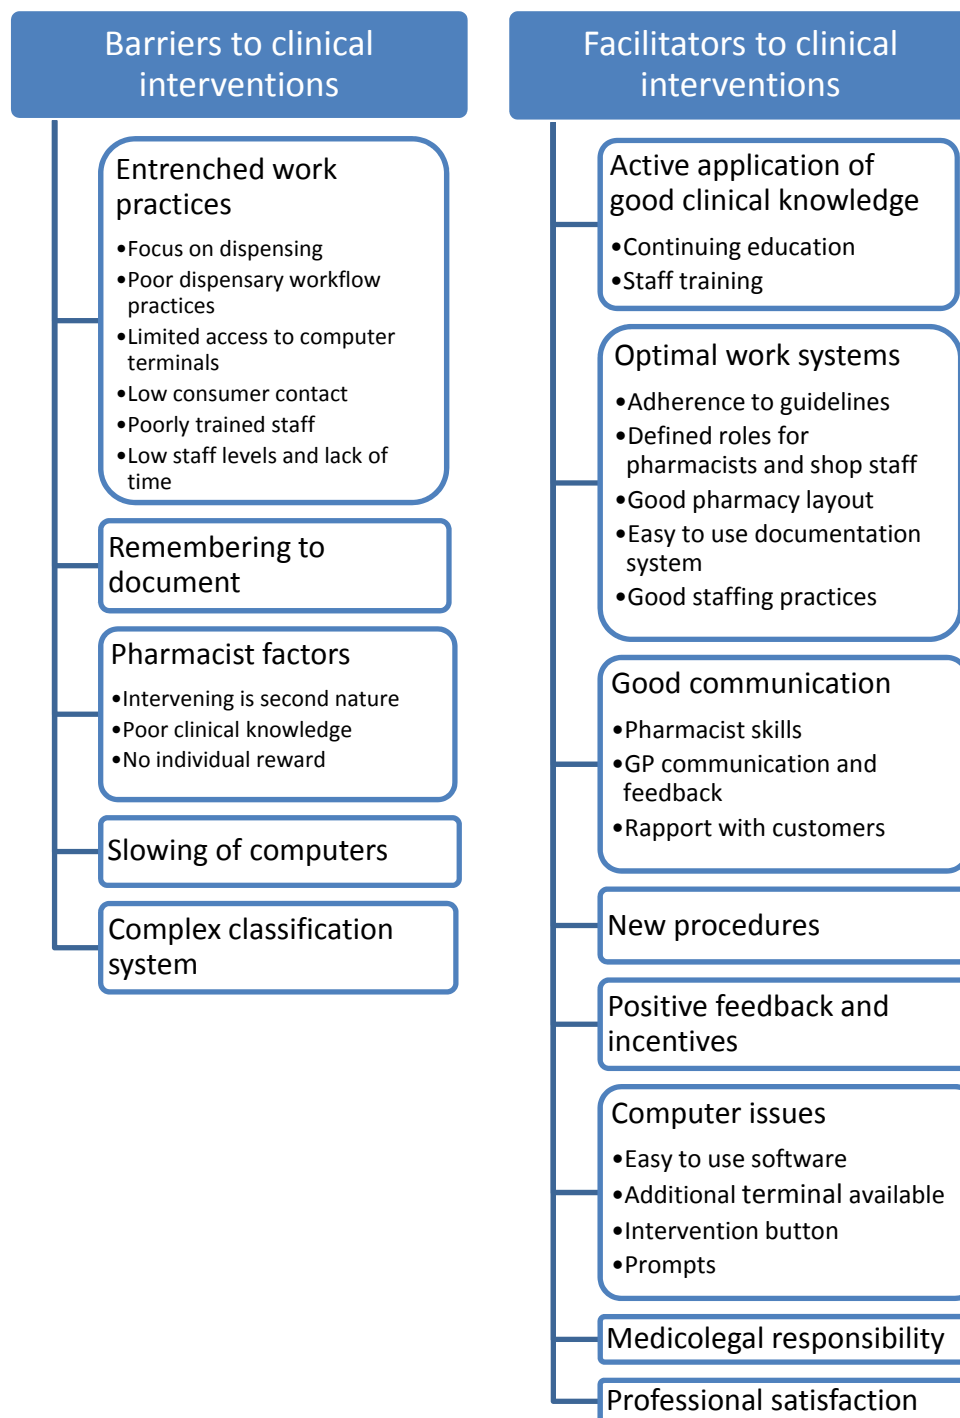 Barriers to clinical
interventions
Entrenched work
practices
•Focus on dispensing
•Poor dispensary workflow
practices
•Limited access to computer
terminals
•Low consumer contact
•Poorly trained staff
•Low staff levels and lack of
time
Remembering to
document
Pharmacist factors
•Intervening is second nature
•Poor clinical knowledge
•No individual reward
Slowing of computers
Complex classification
system
Facilitators to clinical
interventions
Active application of
good clinical knowledge
•Continuing education
•Staff training
Optimal work systems
•Adherence to guidelines
•Defined roles for
pharmacists and shop staff
•Good pharmacy layout
•Easy to use documentation
system
•Good staffing practices
Good communication
•Pharmacist skills
•GP communication and
feedback
•Rapport with customers
New procedures
Positive feedback and
incentives
Computer issues
•Easy to use software
•Additional terminal available
•Intervention button
•Prompts
Medicolegal responsibility
Professional satisfaction